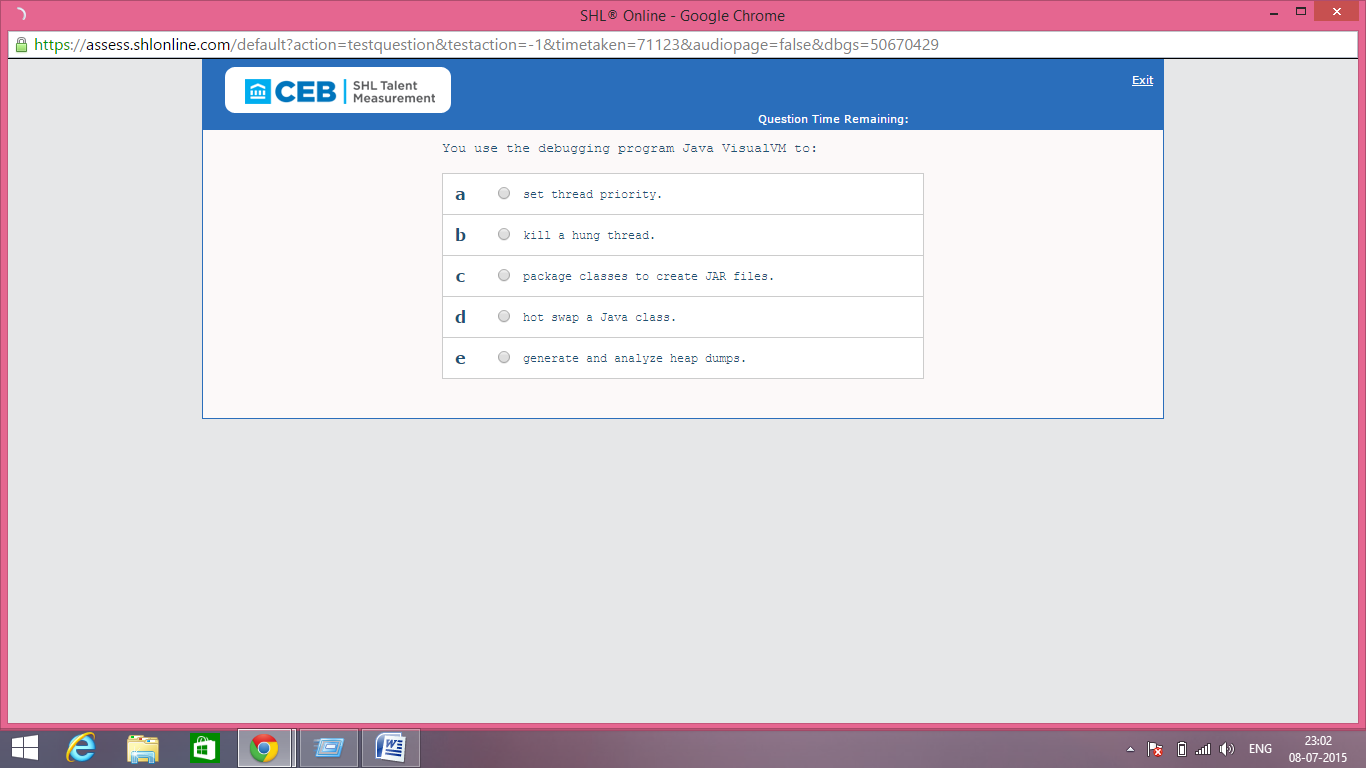 SHL® Online - Google Chrome
https://assess.shlonline.com/default?action=testquestion&testaction=-1&timetaken=71123&audiopage=false&dbgs=50670429
CEB SHL Talent
Measurement
Exit
Question Time Remaining:
You use the debugging program Java VisualVM to:
a set thread priority.
b kill a hung thread.
c package classes to create JAR files.
d hot swap a Java class.
e generate and analyze heap dumps.
ENG
23:02
08-07-2015